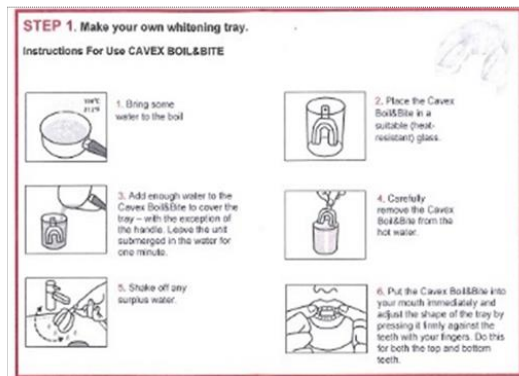 STEP 1. Make your own whitening tray.
Instructions For Use CAVEX BOIL&BITE
100°C
212°F
1. Bring some
water to the boil
2. Place the Cavex
Boil&Bite in a
suitable (heat-
resistant) glass.
3. Add enough water to the
Cavex Boil&Bite to cover the
tray – with the exception of
the handle. Leave the unit
submerged in the water for
one minute.
4. Carefully
remove the Cavex
Boil&Bite from the
hot water.
5. Shake off any
surplus water.
6. Put the Cavex Boil&Bite into
your mouth immediately and
adjust the shape of the tray by
pressing it firmly against the
teeth with your fingers. Do this
for both the top and bottom
teeth.